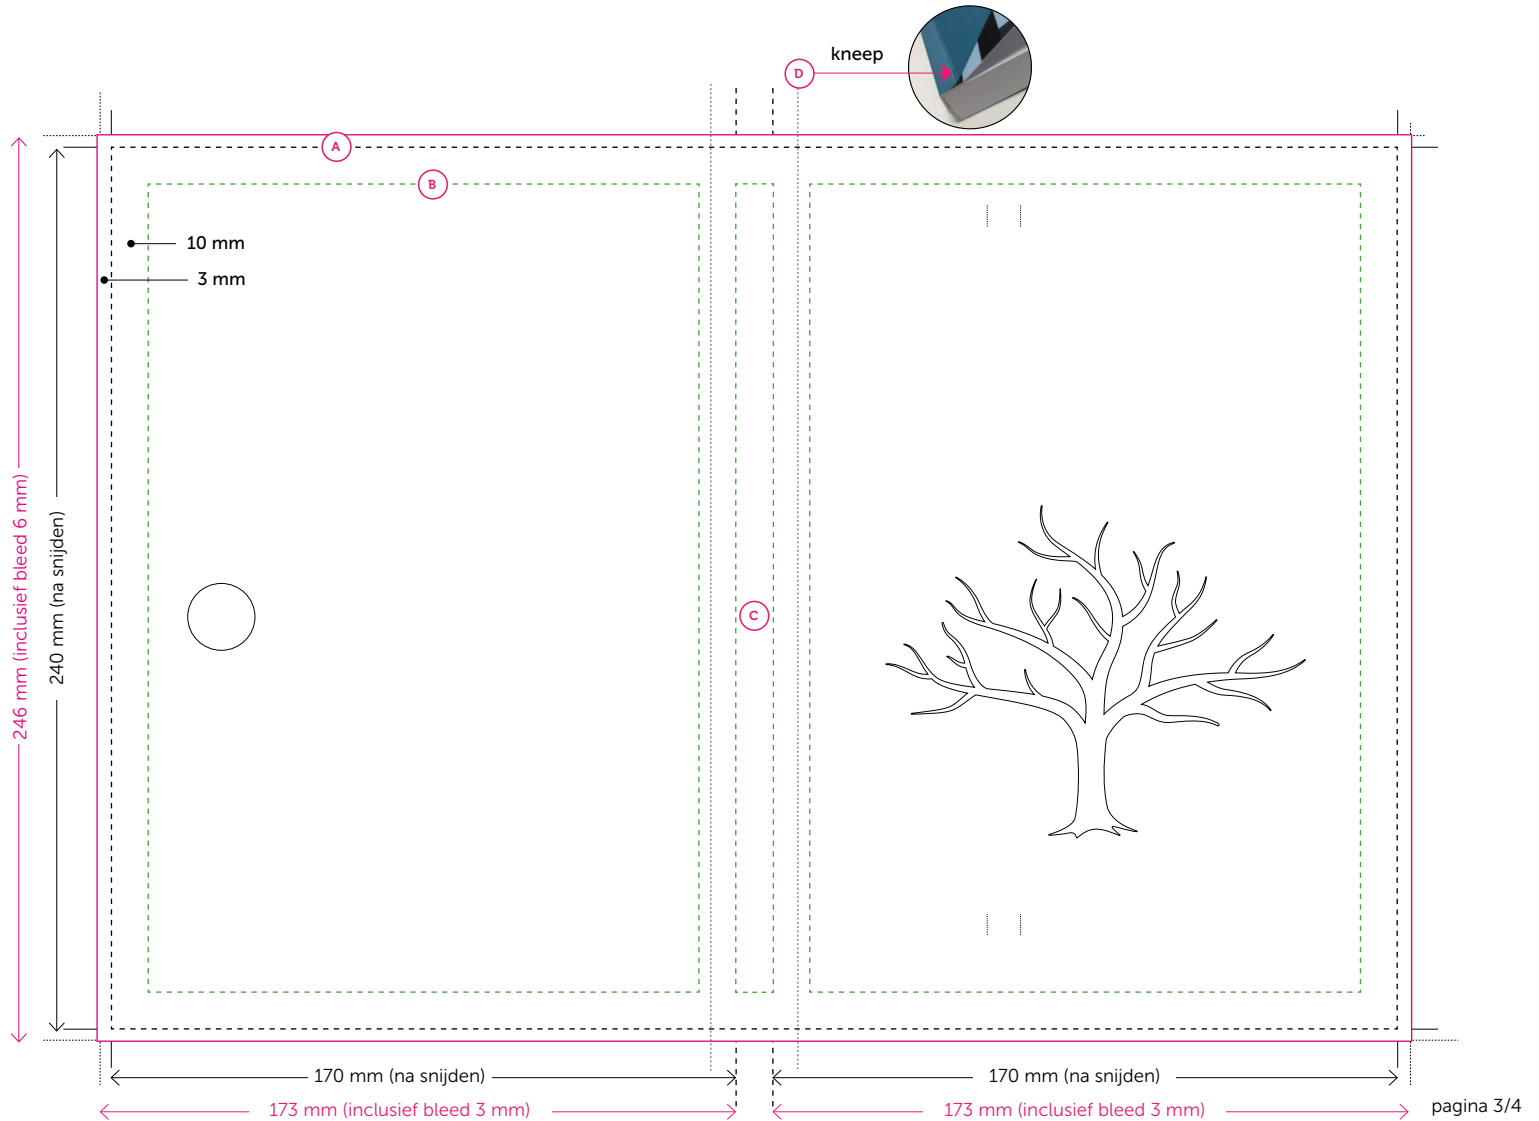 kneep
D
A
B
10 mm
3 mm
246 mm (inclusief bleed 6 mm)
240 mm (na snijden)
C
170 mm (na snijden)
170 mm (na snijden)
173 mm (inclusief bleed 3 mm)
173 mm (inclusief bleed 3 mm)
pagina 3/4